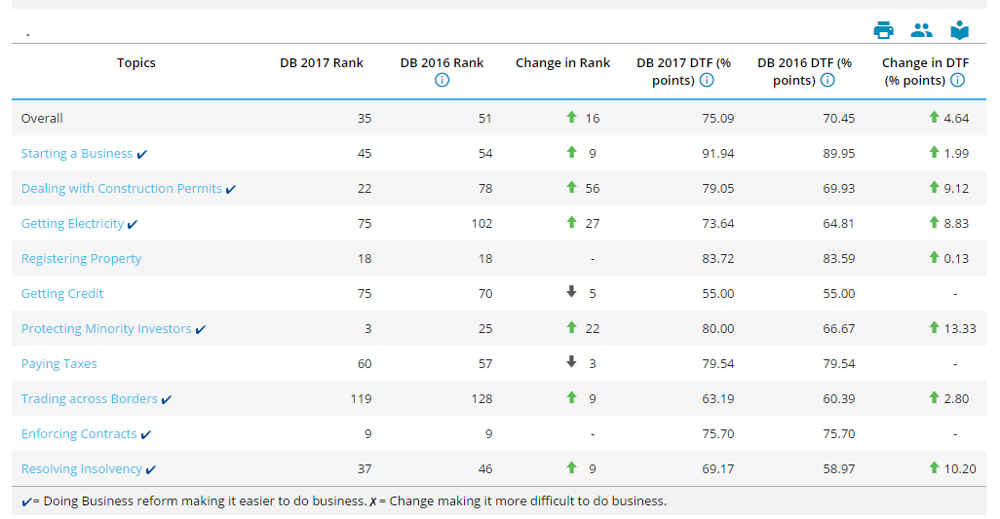 .
Topics DB 2017 Rank DB 2016 Rank Change in Rank DB 2017 DTF (% points) DB 2016 DTF (% points) Change in DTF (% points)
Overall 35 51 16 75.09 70.45 4.64
Starting a Business ✔ 45 54 9 91.94 89.95 1.99
Dealing with Construction Permits ✔ 22 78 56 79.05 69.93 9.12
Getting Electricity ✔ 75 102 27 73.64 64.81 8.83
Registering Property 18 18 - 83.72 83.59 0.13
Getting Credit 75 70 5 55.00 55.00 -
Protecting Minority Investors ✔ 3 25 22 80.00 66.67 13.33
Paying Taxes 60 57 3 79.54 79.54 -
Trading across Borders ✔ 119 128 9 63.19 60.39 2.80
Enforcing Contracts ✔ 9 9 - 75.70 75.70 -
Resolving Insolvency ✔ 37 46 9 69.17 58.97 10.20
✔= Doing Business reform making it easier to do business. ✗= Change making it more difficult to do business.